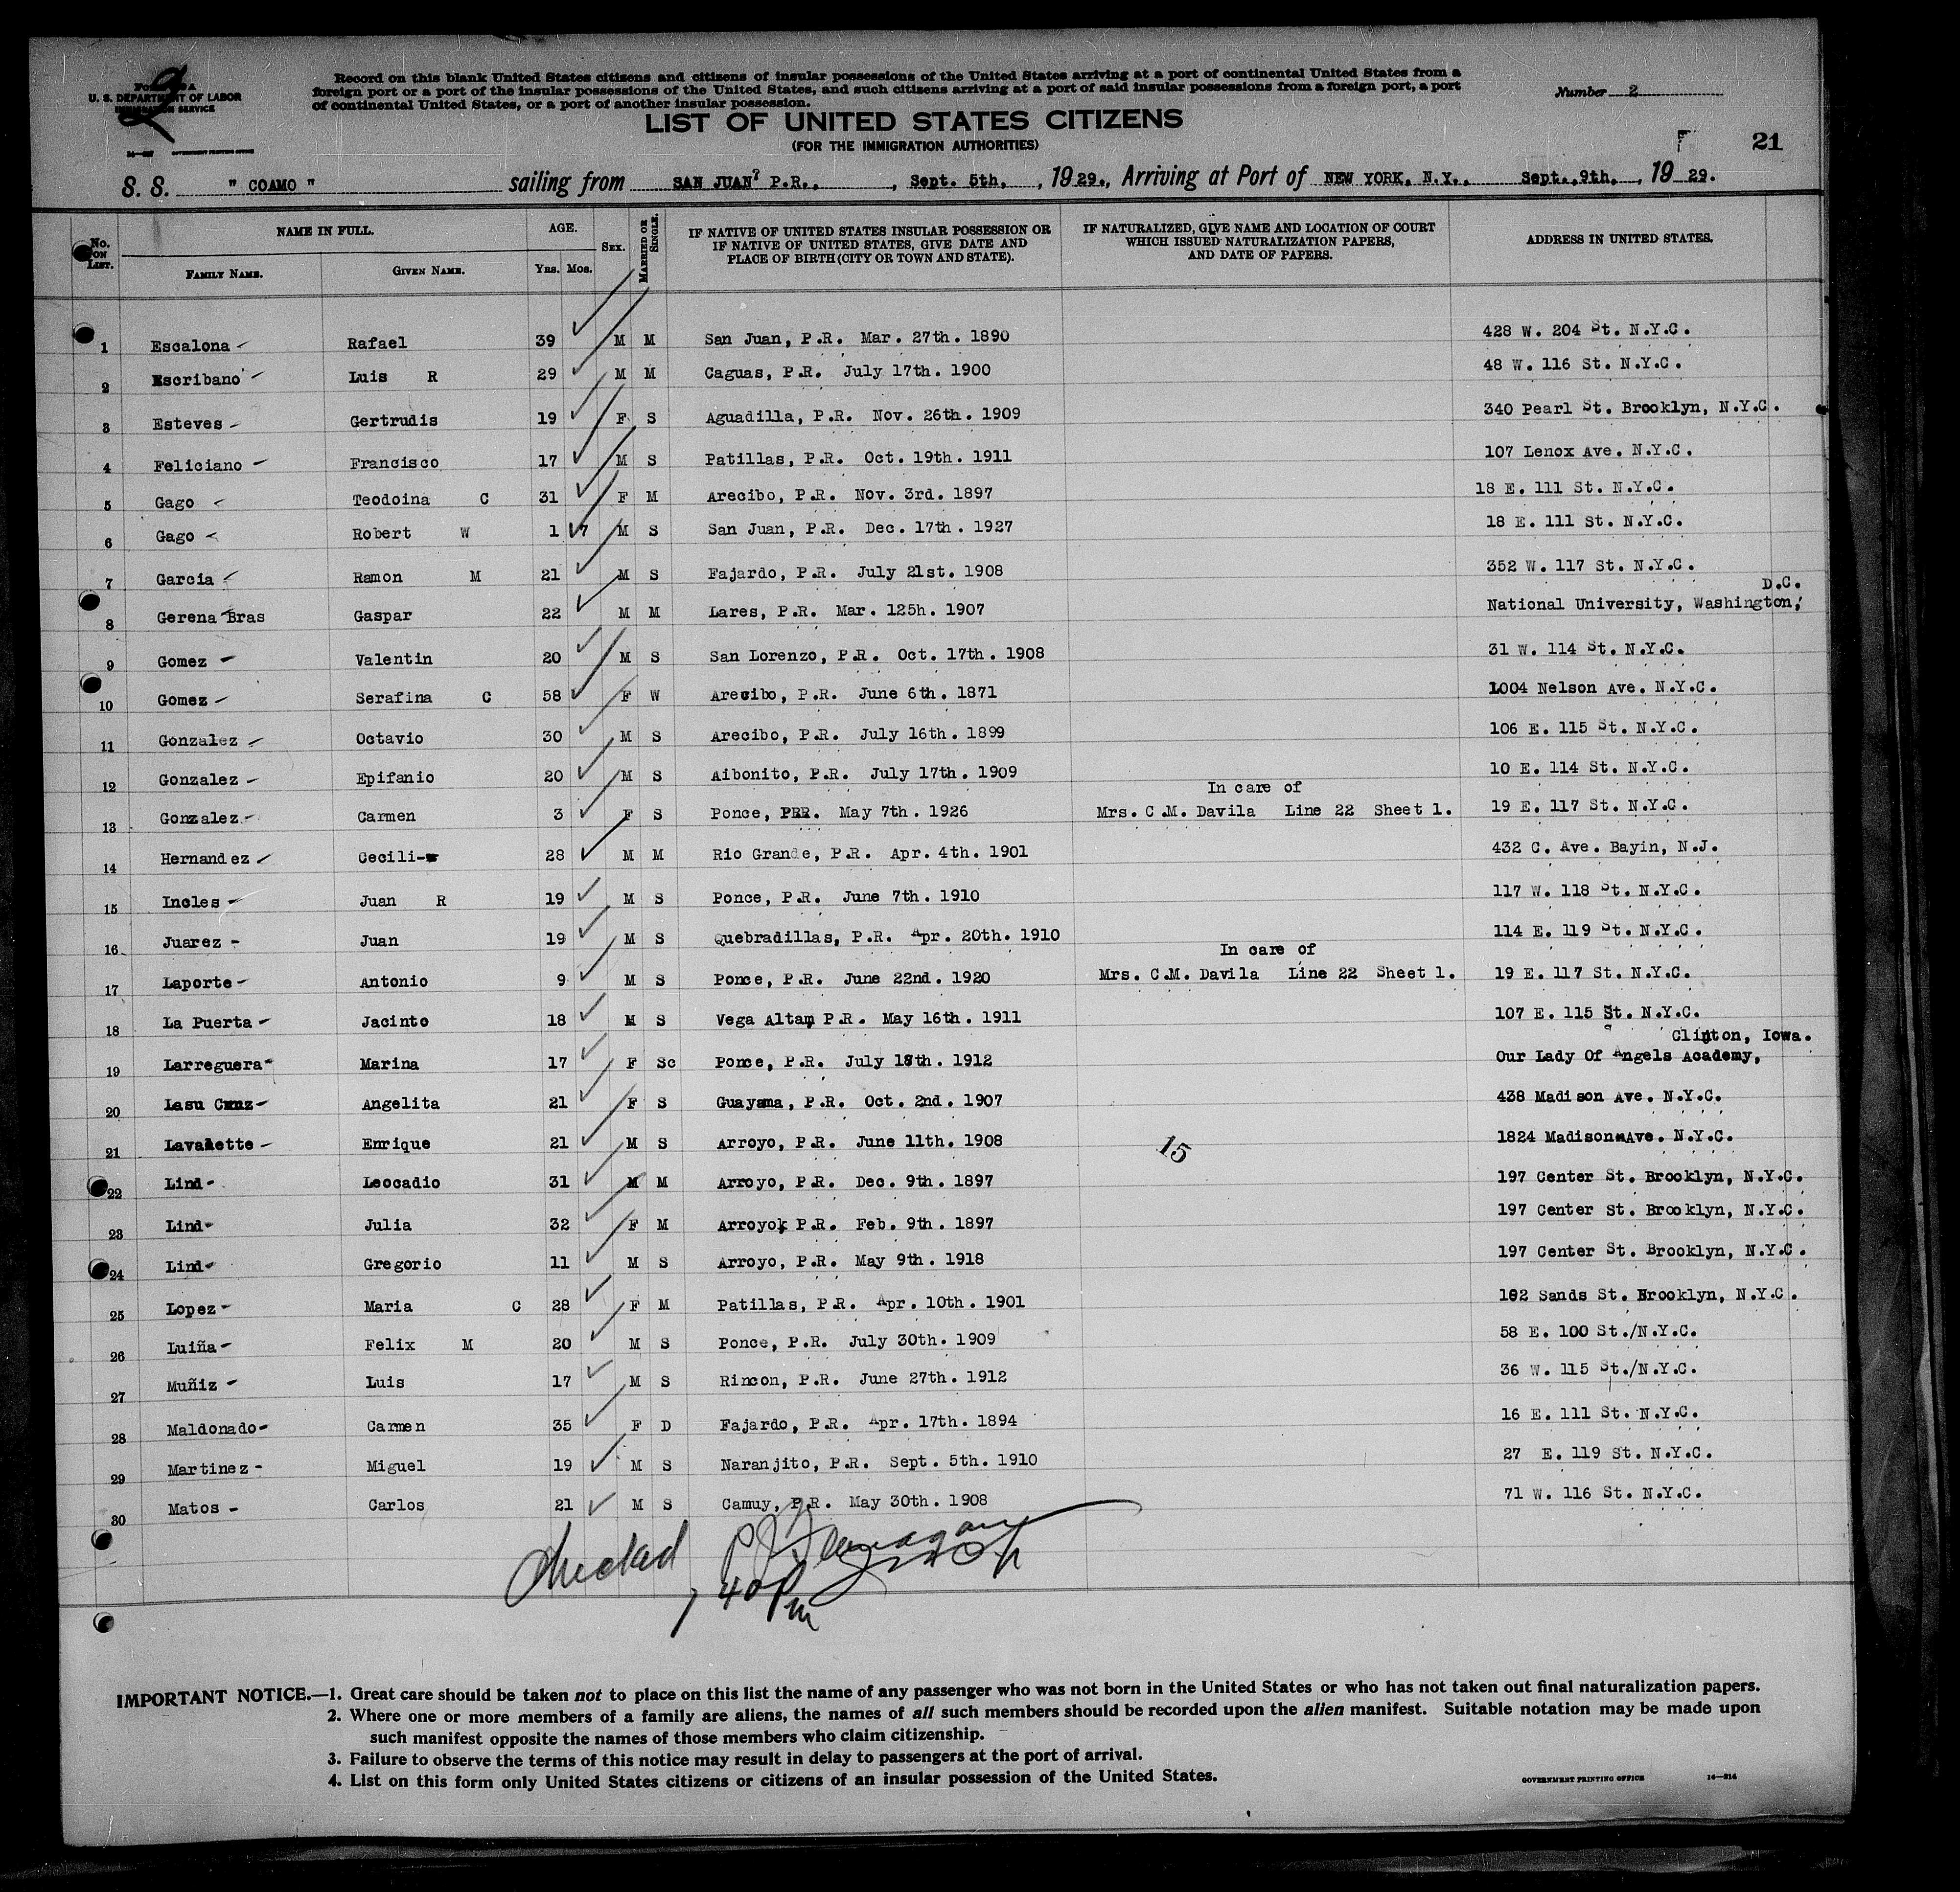 Record on this blank United States citizens and citizens of insular possessions of the United States arriving at a port of continental United States from a
foreign port or a port of the insular possessions of the United States, and such citizens arriving at a port of said insular possessions from a foreign port, a port
of continental United States, or a port of another insular possession.
U. S. DEPARTMENT OF LABOR
IMMIGRATION SERVICE
GOVERNMENT PRINTING OFFICE
Number 2
LIST OF UNITED STATES CITIZENS
(FOR THE IMMIGRATION AUTHORITIES)
21
S. S. " COAMO " sailing from SAN JUAN? P.R., , Sept. 5th, , 1929., Arriving at Port of NEW YORK, N.Y., Sept.,9th, , 19 29.
No. ON LIST. NAME IN FULL. AGE. SEX. MARRIED OR SINGLE. IF NATIVE OF UNITED STATES INSULAR POSSESSION OR IF NATIVE OF UNITED STATES, GIVE DATE AND PLACE OF BIRTH (CITY OR TOWN AND STATE). IF NATURALIZED, GIVE NAME AND LOCATION OF COURT WHICH ISSUED NATURALIZATION PAPERS, AND DATE OF PAPERS. ADDRESS IN UNITED STATES.
FAMILY NAME. GIVEN NAME. Yrs. Mos.
1 Escalona Rafael 39 M M San Juan, P.R. Mar. 27th. 1890 428 W. 204 St. N.Y.C.
2 Escribano Luis R 29 M M Caguas, P.R. July 17th. 1900 48 W. 116 St. N.Y.C.
3 Esteves Gertrudis 19 F S Aguadilla, P.R. Nov. 26th. 1909 340 Pearl St. Brooklyn, N.Y.C.
4 Feliciano Francisco 17 M S Patillas, P.R. Oct. 19th. 1911 107 Lenox Ave. N.Y.C.
5 Gago Teodoina C 31 F M Arecibo, P.R. Nov. 3rd. 1897 18 E. 111 St. N.Y.C.
6 Gago Robert W 1 7 M S San Juan, P.R. Dec. 17th. 1927 18 E. 111 St. N.Y.C.
7 Garcia Ramon M 21 M S Fajardo, P.R. July 21st. 1908 352 W. 117 St. N.Y.C.
D.C.
8 Gerena Bras Gaspar 22 M M Lares, P.R. Mar. 125h. 1907 National University, Washington,
9 Gomez Valentin 20 M S San Lorenzo, P.R. Oct. 17th. 1908 31 W. 114 St. N.Y.C.
10 Gomez Serafina C 58 F W Arecibo, P.R. June 6th. 1871 1004 Nelson Ave. N.Y.C.
11 Gonzalez Octavio 30 M S Arecibo, P.R. July 16th. 1899 106 E. 115 St. N.Y.C.
12 Gonzalez Epifanio 20 M S Aibonito, P.R. July 17th. 1909 10 E. 114 St. N.Y.C.
In care of
13 Gonzalez Carmen 3 F S Ponce, PRR. May 7th. 1926 Mrs. C.M. Davila Line 22 Sheet 1. 19 E. 117 St. N.Y.C.
14 Hernandez Cecili- 28 M M Rio Grande, P.R. Apr. 4th. 1901 432 C. Ave. Bayin, N.J.
15 Incles Juan R 19 M S Ponce, P.R. June 7th. 1910 117 W. 118 St. N.Y.C.
16 Juarez Juan 19 M S Quebradillas, P.R. Apr. 20th. 1910 114 E. 119 St. N.Y.C.
In care of
17 Laporte Antonio 9 M S Ponce, P.R. June 22nd. 1920 Mrs. C.M. Davila Line 22 Sheet 1. 19 E. 117 St. N.Y.C.
18 La Puerta Jacinto 18 M S Vega Altam P.R. May 16th. 1911 107 E. 115 St. N.Y.C.
Clinton, Iowa.
19 Larreguera Marina 17 F Sc Ponce, P.R. July 18th. 1912 Our Lady Of Angels Academy,
20 Lasu Cruz Angelita 21 F S Guayama, P.R. Oct. 2nd. 1907 438 Madison Ave. N.Y.C.
21 Lavalette Enrique 21 M S Arroyo, P.R. June 11th. 1908 15 1824 Madison Ave. N.Y.C.
22 Lind Leocadio 31 M M Arroyo, P.R. Dec. 9th. 1897 197 Center St. Brooklyn, N.Y.C.
23 Lind Julia 32 F M Arroyo, P.R. Feb. 9th. 1897 197 Center St. Brooklyn, N.Y.C.
24 Lind Gregorio 11 M S Arroyo, P.R. May 9th. 1918 197 Center St. Brooklyn, N.Y.C.
25 Lopez Maria C 28 F M Patillas, P.R. Apr. 10th. 1901 Sands St. Brooklyn, N.Y.C.
26 Luiña Felix M 20 M S Ponce, P.R. July 30th. 1909 58 E. 100 St./N.Y.C.
27 Muñiz Luis 17 M S Rincon, P.R. June 27th. 1912 36 W. 115 St./N.Y.C.
28 Maldonado Carmen 35 F D Fajardo, P.R. Apr. 17th. 1894 16 E. 111 St. N.Y.C.
29 Martinez Miguel 19 M S Naranjito, P.R. Sept. 5th. 1910 27 E. 119 St. N.Y.C.
30 Matos Carlos 21 M S Camuy, P.R. May 30th. 1908 71 W. 116 St. N.Y.C.
checked P J Flanagan
40 Pm
IMPORTANT NOTICE.—1. Great care should be taken not to place on this list the name of any passenger who was not born in the United States or who has not taken out final naturalization papers.
2. Where one or more members of a family are aliens, the names of all such members should be recorded upon the alien manifest. Suitable notation may be made upon
such manifest opposite the names of those members who claim citizenship.
3. Failure to observe the terms of this notice may result in delay to passengers at the port of arrival.
4. List on this form only United States citizens or citizens of an insular possession of the United States.
GOVERNMENT PRINTING OFFICE 14—214